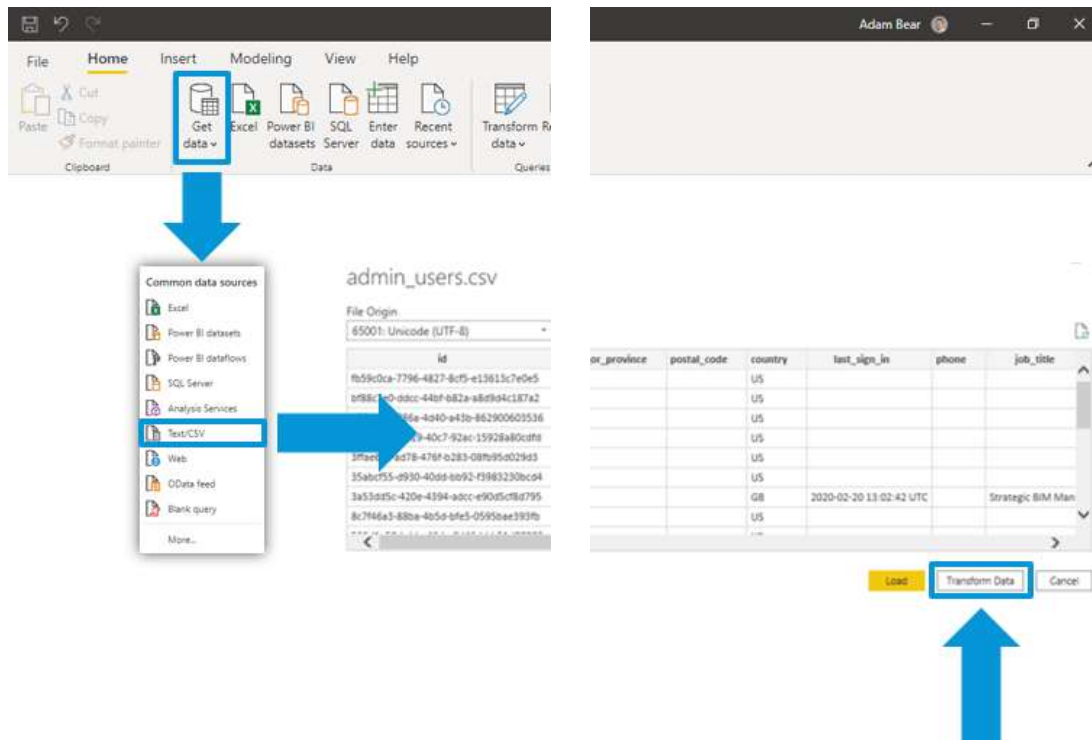 Adam Bear
File Home Insert Modeling View Help
Cut
Copy
Format painter
Paste
Get data
Excel
Power BI datasets
SQL Server
Enter data
Recent sources
Transform data
Clipboard
Data
Queries
Common data sources
Excel
Power BI datasets
Power BI dataflows
SQL Server
Analysis Services
Text/CSV
Web
OData feed
Blank query
More...
admin_users.csv
File Origin
65001: Unicode (UTF-8)
id
fb59c0ca-7796-4827-8cf5-e13613c7e0e5
35abcf55-d930-40dd-bb92-f3983230bcd4
3a53dd5c-420e-4394-adcc-e90d5cf8d795
8c7f46a3-88ba-4b5d-bfe5-0595bae393fb
or_province postal_code country last_sign_in phone job_title
US
US
US
US
US
US
GB 2020-02-20 13:02:42 UTC Strategic BIM Man
US
Load Transform Data Cancel